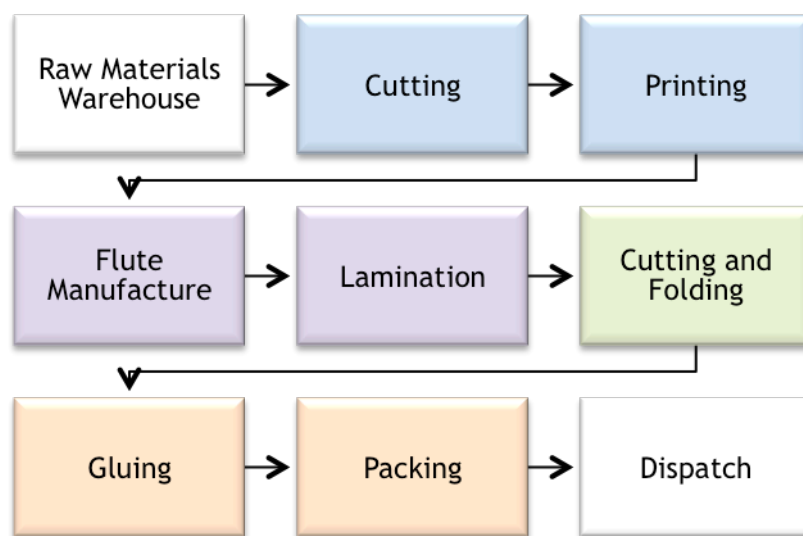 Raw Materials
Warehouse
Cutting
Printing
Flute
Manufacture
Lamination
Cutting and
Folding
Gluing
Packing
Dispatch